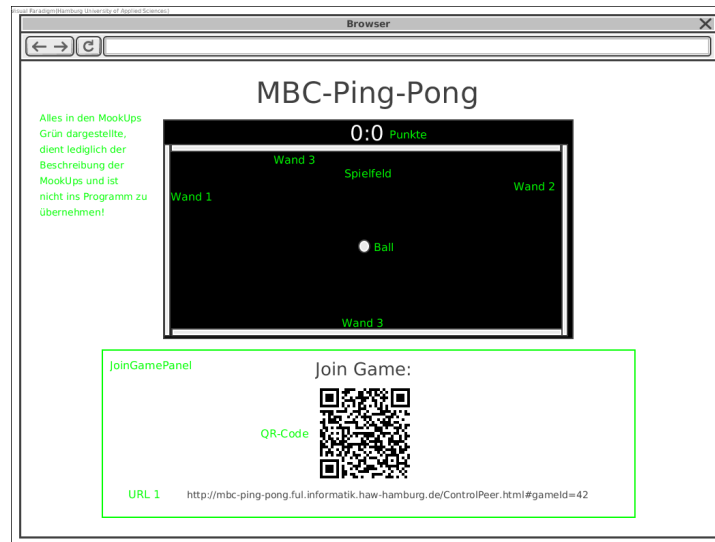 Visual Paradigm(Hamburg University of Applied Sciences)
Browser
MBC-Ping-Pong
Alles in den MookUps
Grün dargestellte,
dient lediglich der
Beschreibung der
MookUps und ist
nicht ins Programm zu
übernehmen!
0:0 Punkte
Wand 3
Spielfeld
Wand 2
Wand 1
Ball
Wand 3
JoinGamePanel
Join Game:
QR-Code
URL 1 http://mbc-ping-pong.ful.informatik.haw-hamburg.de/ControlPeer.html#gameId=42